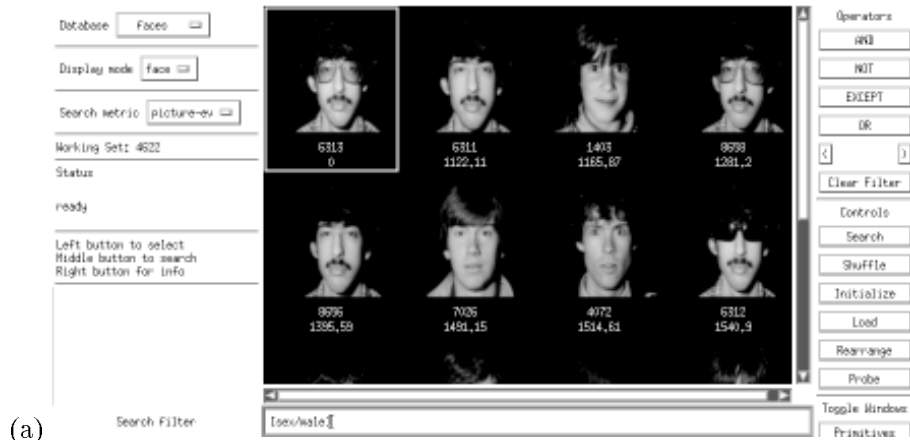 Database Faces
Display mode face
Search metric picture-ev
Working Set: 4622
Status
ready
Left button to select
Middle button to search
Right button for info
6313 6311 1403 8698
0 1122,11 1165,87 1281,2
8696 7026 4072 6312
1395,59 1491,15 1514,61 1540,9
(a) Search Filter [sex/male]
Operators
AND
NOT
EXCEPT
OR
( )
Clear Filter
Controls
Search
Shuffle
Initialize
Load
Rearrange
Probe
Toggle Windows
Primitives